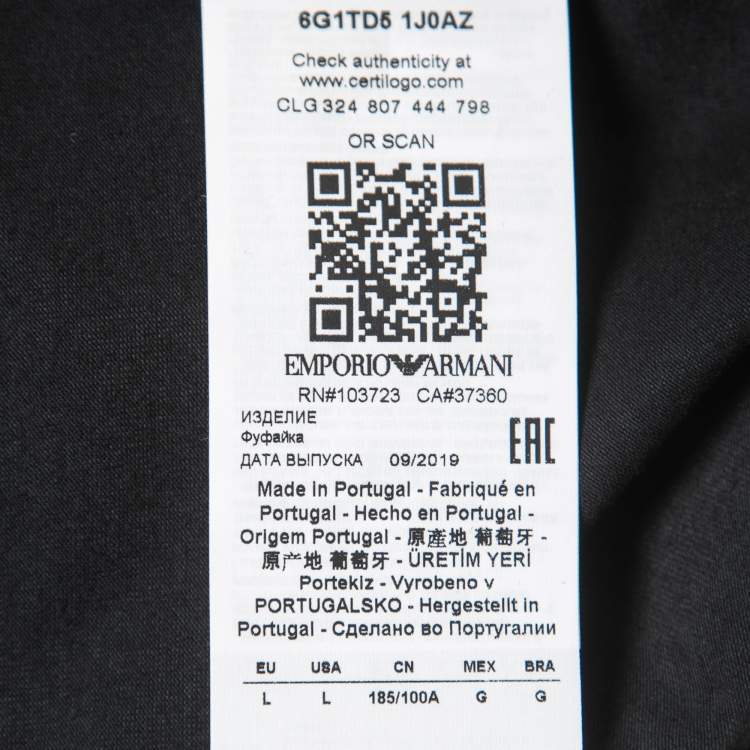 6G1TD5 1J0AZ
Check authenticity at
www.certilogo.com
CLG 324 807 444 798
OR SCAN
EMPORIO ARMANI
RN#103723 CA#37360
ИЗДЕЛИЕ
Фуфайка
ДАТА ВЫПУСКА 09/2019
EAC
Made in Portugal - Fabriqué en
Portugal - Hecho en Portugal -
Origem Portugal - 原產地 葡萄牙 -
原产地 葡萄牙 - ÜRETİM YERİ
Portekiz - Vyrobeno v
PORTUGALSKO - Hergestellt in
Portugal - Сделано во Португалии
EU USA CN MEX BRA
L L 185/100A G G